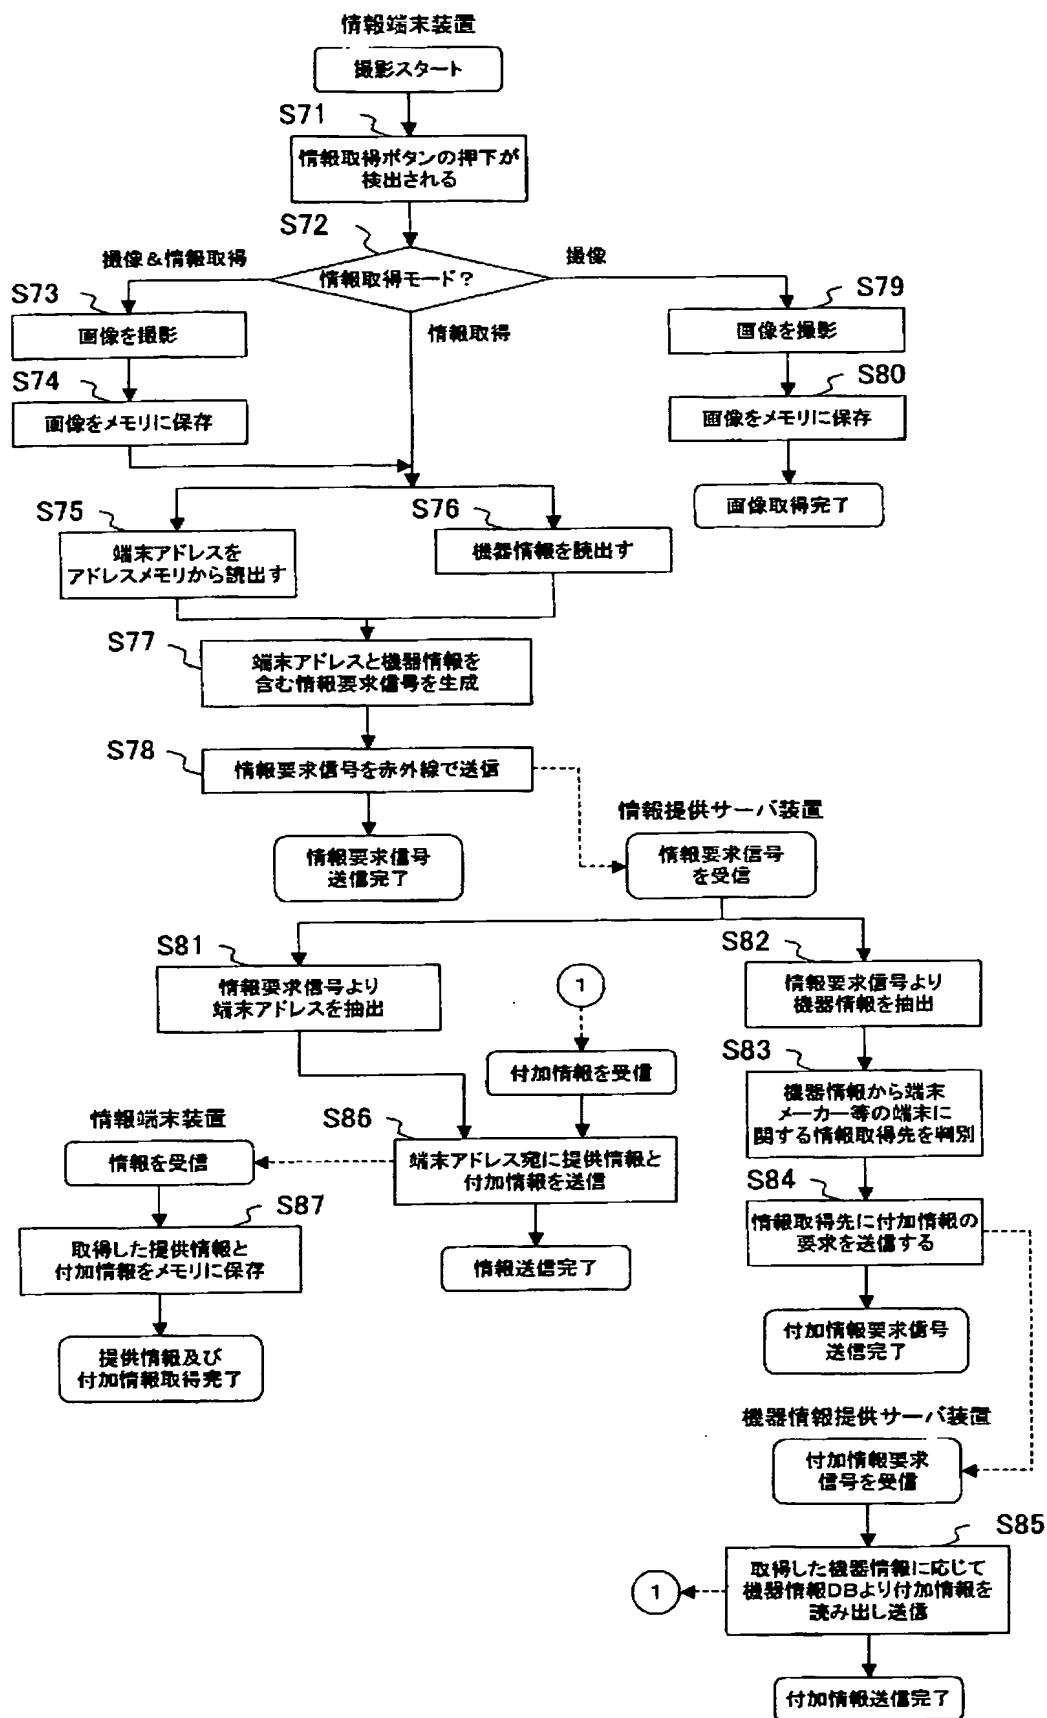 情報端末装置
撮影スタート
S71
情報取得ボタンの押下が
検出される
S72
撮像&情報取得
情報取得モード?
撮像
情報取得
S73
画像を撮影
S74
画像をメモリに保存
S79
画像を撮影
S80
画像をメモリに保存
画像取得完了
S75
端末アドレスを
アドレスメモリから読出す
S76
機器情報を読出す
S77
端末アドレスと機器情報を
含む情報要求信号を生成
S78
情報要求信号を赤外線で送信
情報要求信号
送信完了
情報提供サーバ装置
情報要求信号
を受信
S81
情報要求信号より
端末アドレスを抽出
1
付加情報を受信
S82
情報要求信号より
機器情報を抽出
S83
機器情報から端末
メーカー等の端末に
関する情報取得先を判別
S84
情報取得先に付加情報の
要求を送信する
付加情報要求信号
送信完了
S86
端末アドレス宛に提供情報と
付加情報を送信
情報送信完了
情報端末装置
情報を受信
S87
取得した提供情報と
付加情報をメモリに保存
提供情報及び
付加情報取得完了
機器情報提供サーバ装置
付加情報要求
信号を受信
S85
取得した機器情報に応じて
機器情報DBより付加情報を
読み出し送信
1
付加情報送信完了